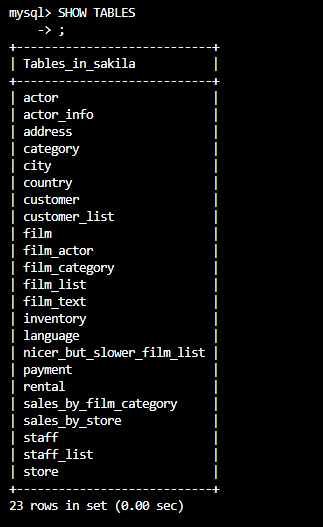 mysql> SHOW TABLES
    -> ;
+---------------------------+
| Tables_in_sakila          |
+---------------------------+
| actor                     |
| actor_info                |
| address                   |
| category                  |
| city                      |
| country                   |
| customer                  |
| customer_list             |
| film                      |
| film_actor                |
| film_category             |
| film_list                 |
| film_text                 |
| inventory                 |
| language                  |
| nicer_but_slower_film_list |
| payment                   |
| rental                    |
| sales_by_film_category    |
| sales_by_store            |
| staff                     |
| staff_list                |
| store                     |
+---------------------------+
23 rows in set (0.00 sec)